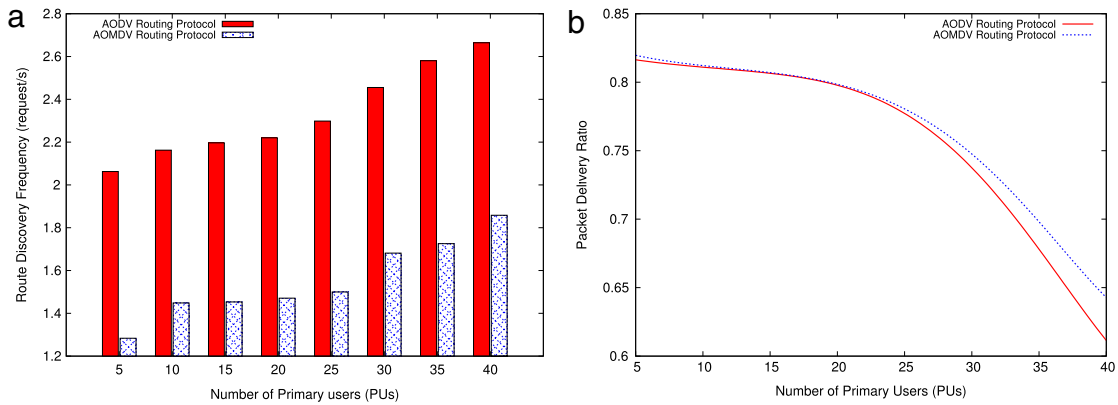 a
AODV Routing Protocol
AOMDV Routing Protocol
Route Discovery Frequency (request/s)
2.8
2.6
2.4
2.2
2
1.8
1.6
1.4
1.2
5 10 15 20 25 30 35 40
Number of Primary users (PUs)
b
AODV Routing Protocol
AOMDV Routing Protocol
Packet Delivery Ratio
0.85
0.8
0.75
0.7
0.65
0.6
5 10 15 20 25 30 35 40
Number of Primary Users (PUs)